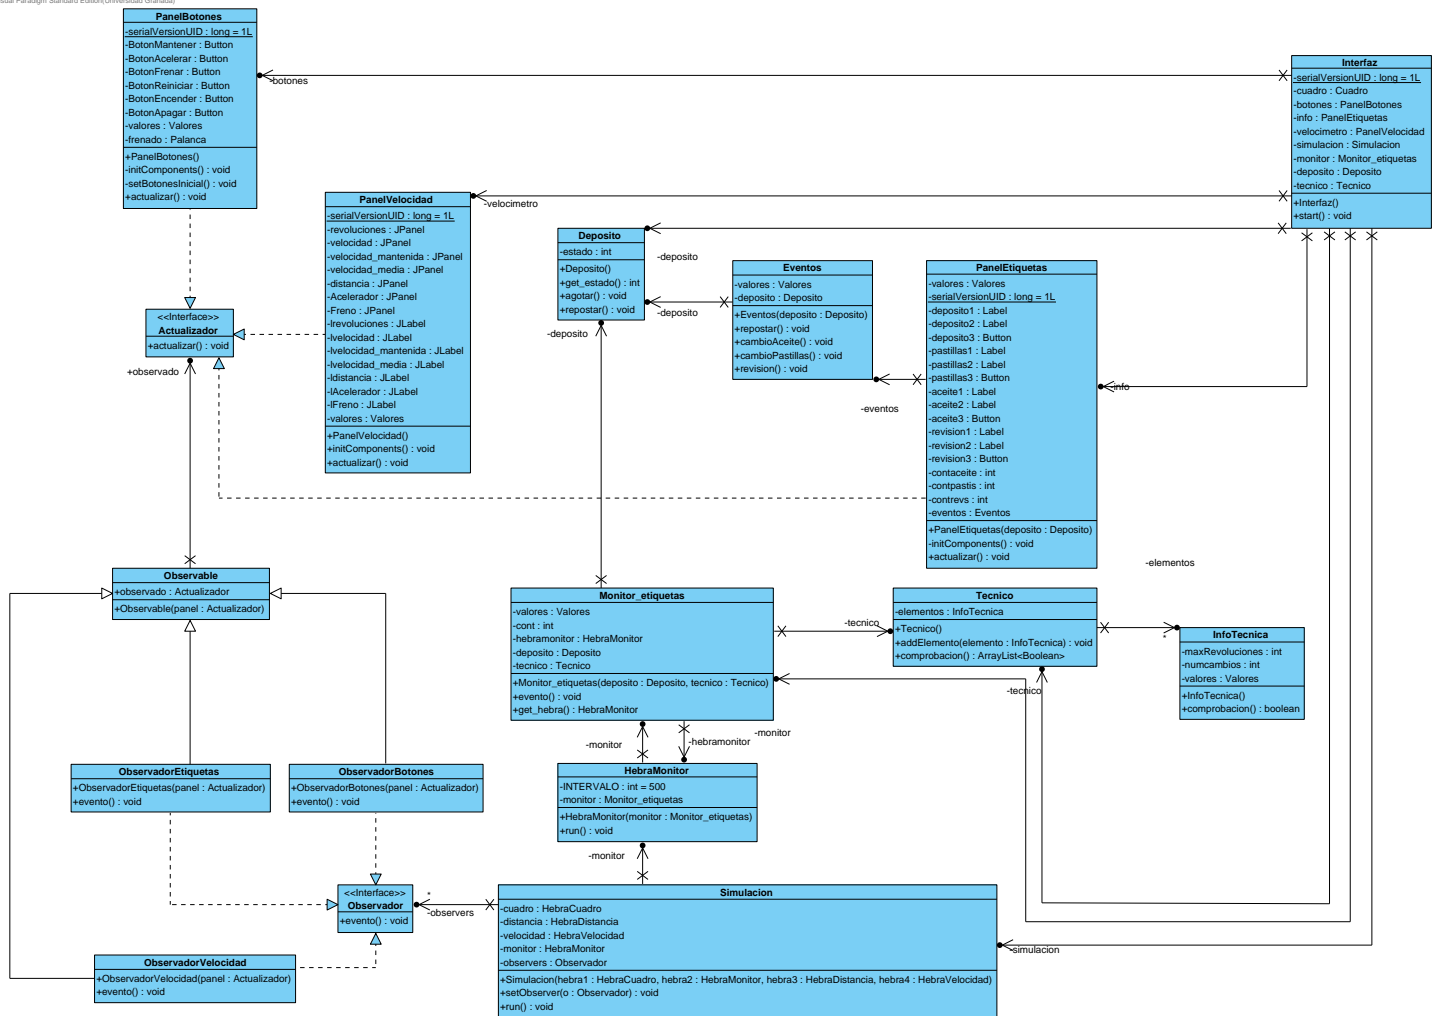 sual Paradigm Standard Edition(Universidad Granada)
PanelBotones
-serialVersionUID : long = 1L
-BotonMantener : Button
-BotonAcelerar : Button
-BotonFrenar : Button
-BotonReiniciar : Button
-BotonEncender : Button
-BotonApagar : Button
-valores : Valores
-frenado : Palanca
+PanelBotones()
-initComponents() : void
-setBotonesInicial() : void
+actualizar() : void
-botones
Interfaz
-serialVersionUID : long = 1L
-cuadro : Cuadro
-botones : PanelBotones
-info : PanelEtiquetas
-velocimetro : PanelVelocidad
-simulacion : Simulacion
-monitor : Monitor_etiquetas
-deposito : Deposito
-tecnico : Tecnico
+Interfaz()
+start() : void
PanelVelocidad
-serialVersionUID : long = 1L
-revoluciones : JPanel
-velocidad : JPanel
-velocidad_mantenida : JPanel
-velocidad_media : JPanel
-distancia : JPanel
-Acelerador : JPanel
-Freno : JPanel
-lrevoluciones : JLabel
-lvelocidad : JLabel
-lvelocidad_mantenida : JLabel
-lvelocidad_media : JLabel
-ldistancia : JLabel
-lAcelerador : JLabel
-lFreno : JLabel
-valores : Valores
+PanelVelocidad()
+initComponents() : void
+actualizar() : void
-velocimetro
Deposito
-estado : int
+Deposito()
+get_estado() : int
+agotar() : void
+repostar() : void
-deposito
-deposito
-deposito
Eventos
-valores : Valores
-deposito : Deposito
+Eventos(deposito : Deposito)
+repostar() : void
+cambioAceite() : void
+cambioPastillas() : void
+revision() : void
-eventos
PanelEtiquetas
-valores : Valores
-serialVersionUID : long = 1L
-deposito1 : Label
-deposito2 : Label
-deposito3 : Button
-pastillas1 : Label
-pastillas2 : Label
-pastillas3 : Button
-aceite1 : Label
-aceite2 : Label
-aceite3 : Button
-revision1 : Label
-revision2 : Label
-revision3 : Button
-contaceite : int
-contpastis : int
-contrevs : int
-eventos : Eventos
+PanelEtiquetas(deposito : Deposito)
-initComponents() : void
+actualizar() : void
-info
<<Interface>>
Actualizador
+actualizar() : void
+observado
Observable
+observado : Actualizador
+Observable(panel : Actualizador)
Monitor_etiquetas
-valores : Valores
-cont : int
-hebramonitor : HebraMonitor
-deposito : Deposito
-tecnico : Tecnico
+Monitor_etiquetas(deposito : Deposito, tecnico : Tecnico)
+evento() : void
+get_hebra() : HebraMonitor
-tecnico
Tecnico
-elementos : InfoTecnica
+Tecnico()
+addElemento(elemento : InfoTecnica) : void
+comprobacion() : ArrayList<Boolean>
-elementos
*
-tecnico
InfoTecnica
-maxRevoluciones : int
-numcambios : int
-valores : Valores
+InfoTecnica()
+comprobacion() : boolean
-monitor
-hebramonitor
-monitor
ObservadorEtiquetas
+ObservadorEtiquetas(panel : Actualizador)
+evento() : void
ObservadorBotones
+ObservadorBotones(panel : Actualizador)
+evento() : void
HebraMonitor
-INTERVALO : int = 500
-monitor : Monitor_etiquetas
+HebraMonitor(monitor : Monitor_etiquetas)
+run() : void
-monitor
<<Interface>>
Observador
+evento() : void
*
-observers
Simulacion
-cuadro : HebraCuadro
-distancia : HebraDistancia
-velocidad : HebraVelocidad
-monitor : HebraMonitor
-observers : Observador
+Simulacion(hebra1 : HebraCuadro, hebra2 : HebraMonitor, hebra3 : HebraDistancia, hebra4 : HebraVelocidad)
+setObserver(o : Observador) : void
+run() : void
-simulacion
ObservadorVelocidad
+ObservadorVelocidad(panel : Actualizador)
+evento() : void